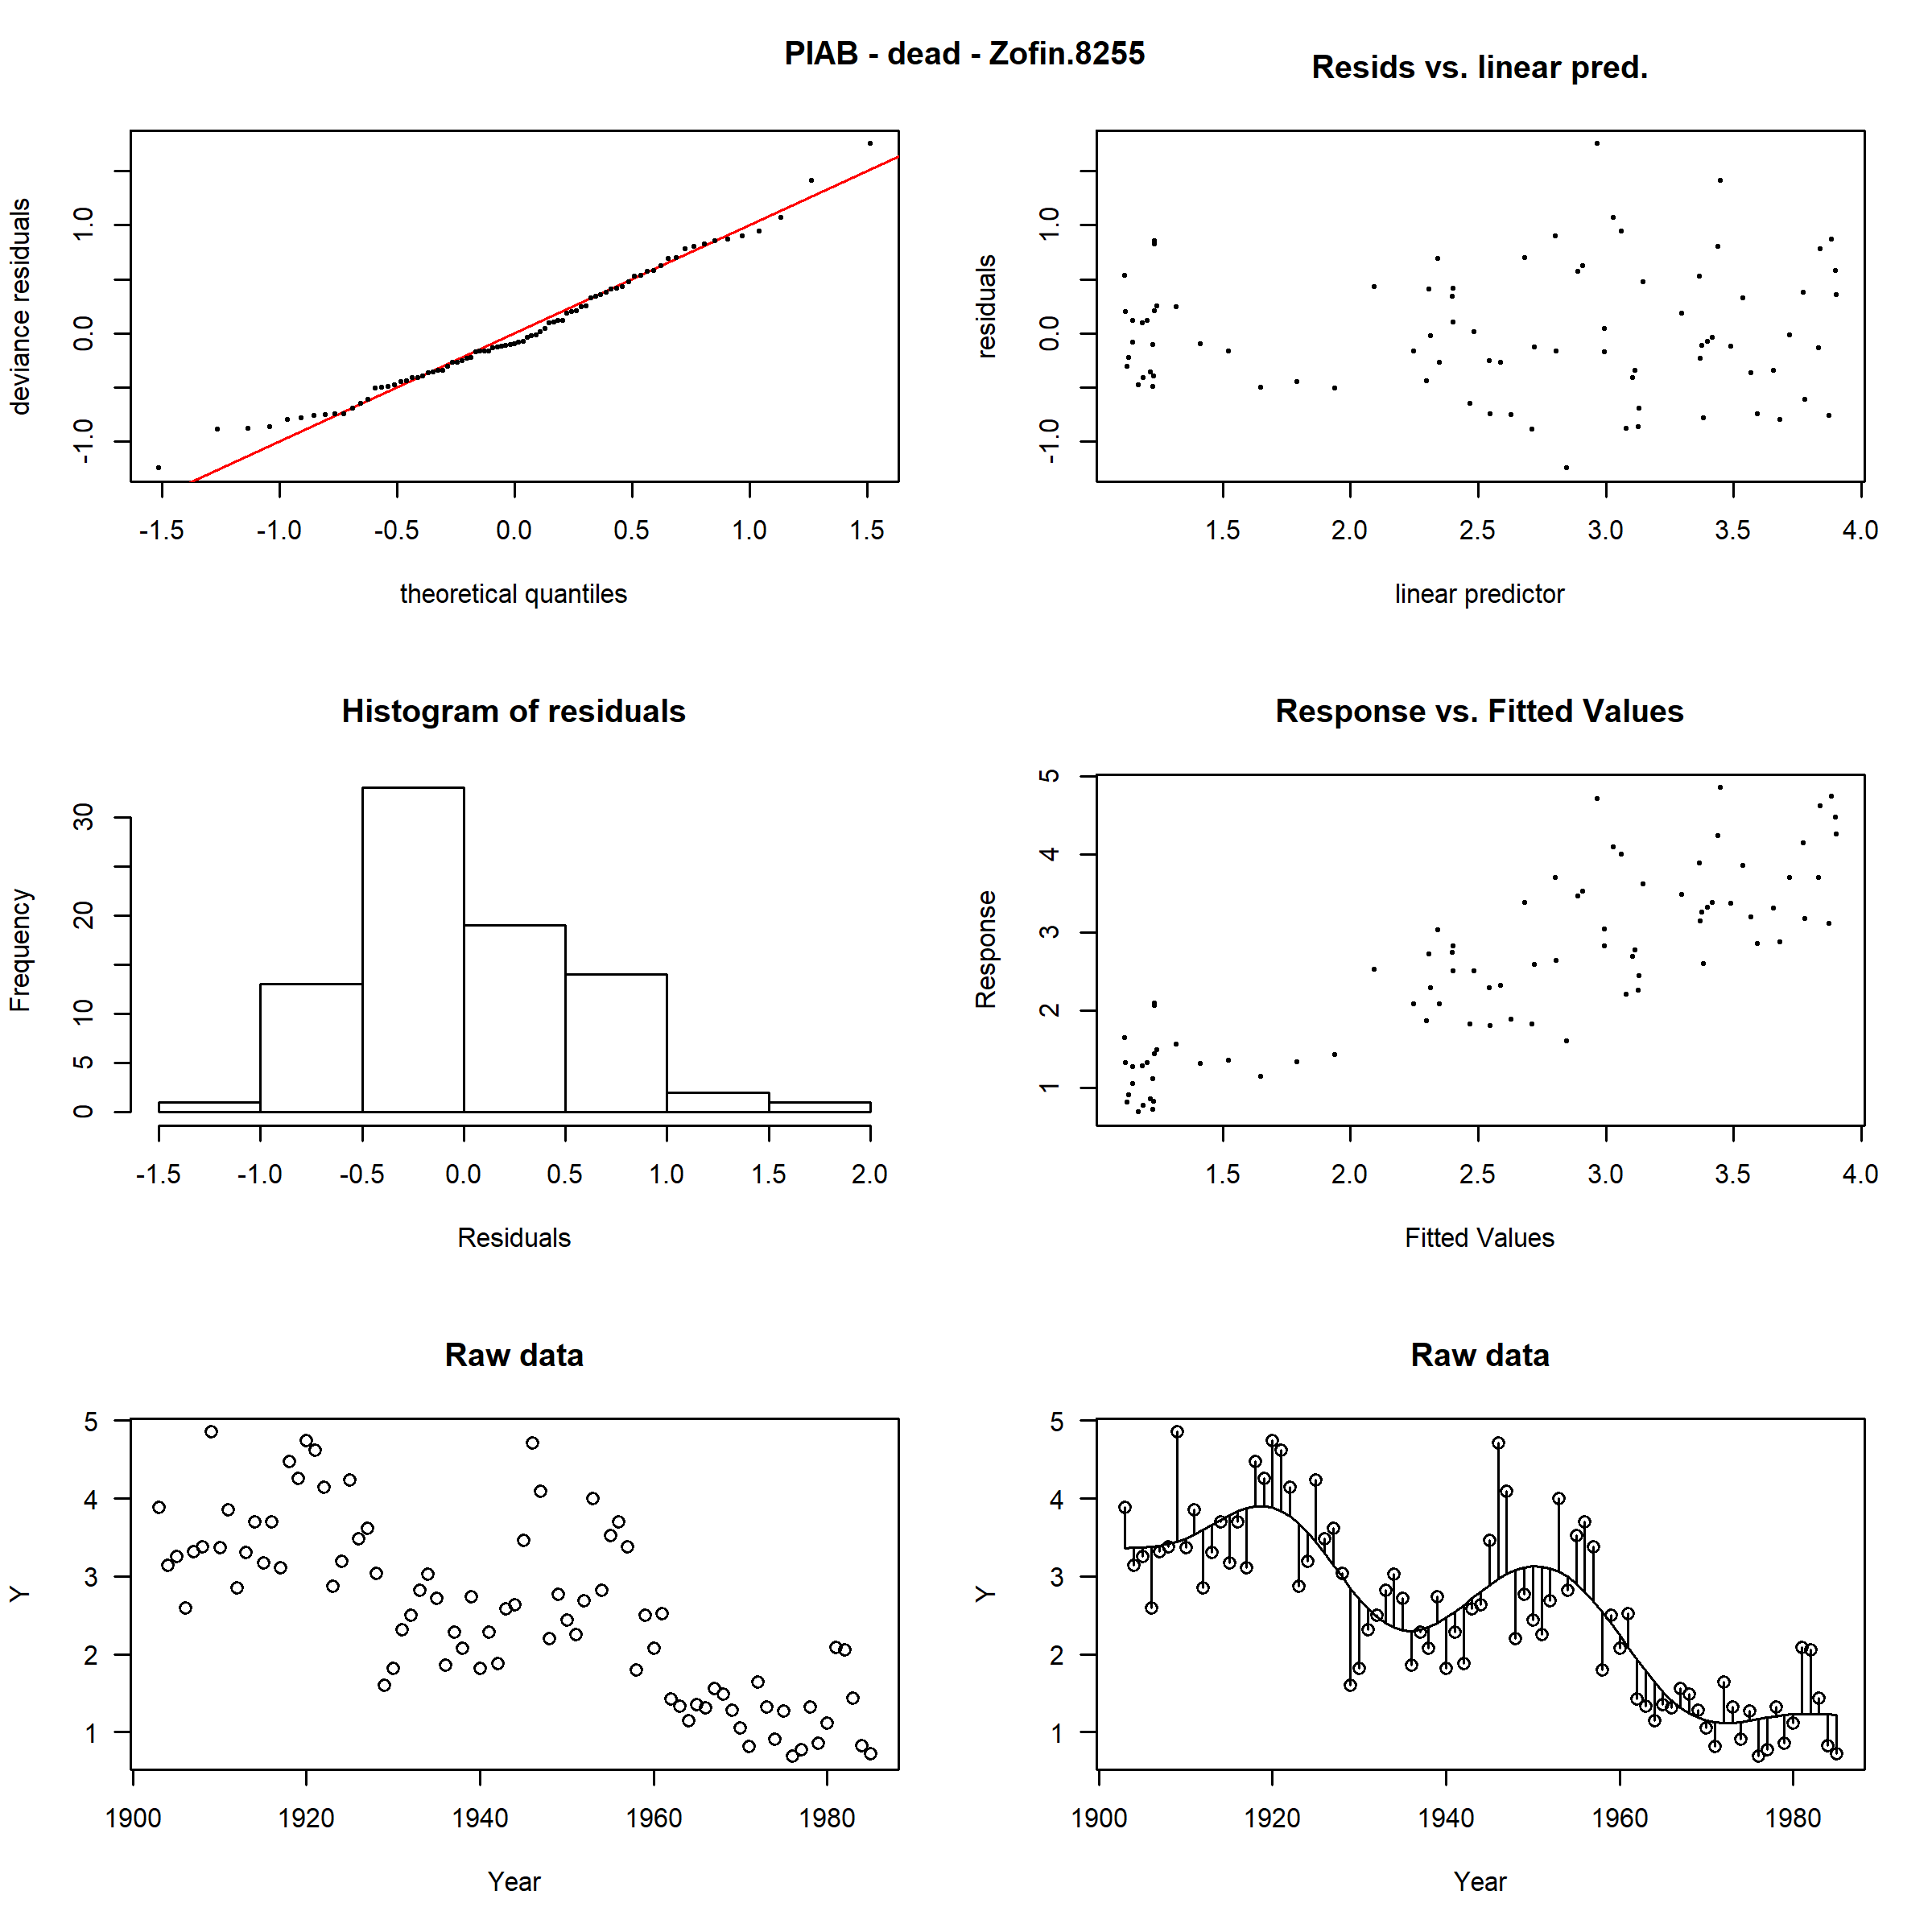 PIAB - dead - Zofin.8255
Resids vs. linear pred.
deviance residuals
-1.0 0.0 1.0
-1.5 -1.0 -0.5 0.0 0.5 1.0 1.5
theoretical quantiles
residuals
-1.0 0.0 1.0
1.5 2.0 2.5 3.0 3.5 4.0
linear predictor
Histogram of residuals
Frequency
0 5 10 20 30
-1.5 -1.0 -0.5 0.0 0.5 1.0 1.5 2.0
Residuals
Response vs. Fitted Values
Response
1 2 3 4 5
1.5 2.0 2.5 3.0 3.5 4.0
Fitted Values
Raw data
Y
5
4
3
2
1
1900 1920 1940 1960 1980
Year
Raw data
Y
5
4
3
2
1
1900 1920 1940 1960 1980
Year